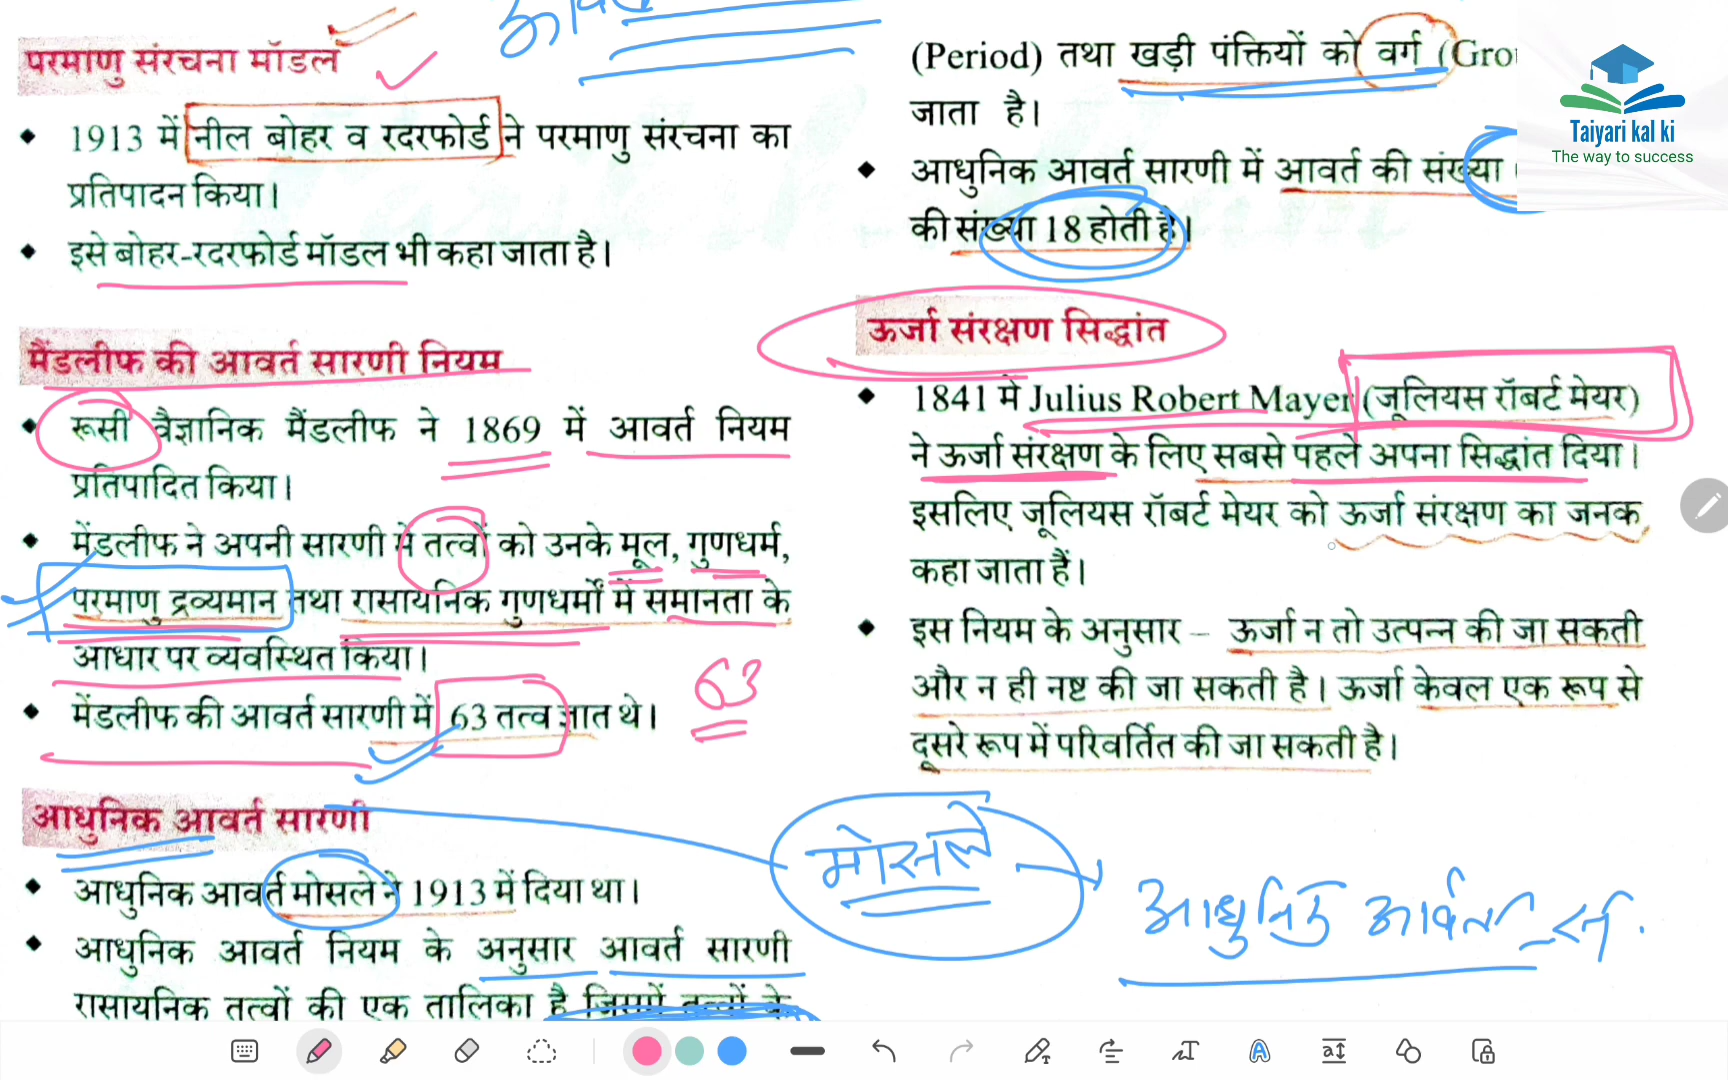 परमाणु संरचना मॉडल
1913 में नील बोहर व रदरफोर्ड ने परमाणु संरचना का
प्रतिपादन किया।
इसे बोहर-रदरफोर्ड मॉडल भी कहा जाता है।
मैंडलीफ की आवर्त सारणी नियम
रूसी वैज्ञानिक मैंडलीफ ने 1869 में आवर्त नियम
प्रतिपादित किया।
मेंडलीफ ने अपनी सारणी में तत्वों को उनके मूल, गुणधर्म,
परमाणु द्रव्यमान तथा रासायनिक गुणधर्मों में समानता के
आधार पर व्यवस्थित किया।
मेंडलीफ की आवर्त सारणी में 63 तत्व ज्ञात थे।
63
आधुनिक आवर्त सारणी
आधुनिक आवर्त मोसले ने 1913 में दिया था।
आधुनिक आवर्त नियम के अनुसार आवर्त सारणी
रासायनिक तत्वों की एक तालिका है जिसमें तत्वों के
(Period) तथा खड़ी पंक्तियों को वर्ग (Gro
जाता है।
आधुनिक आवर्त सारणी में आवर्त की संख्या
की संख्या 18 होती है।
ऊर्जा संरक्षण सिद्धांत
1841 में Julius Robert Mayer (जूलियस रॉबर्ट मेयर)
ने ऊर्जा संरक्षण के लिए सबसे पहले अपना सिद्धांत दिया।
इसलिए जूलियस रॉबर्ट मेयर को ऊर्जा संरक्षण का जनक
कहा जाता हैं।
इस नियम के अनुसार – ऊर्जा न तो उत्पन्न की जा सकती
और न ही नष्ट की जा सकती है। ऊर्जा केवल एक रूप से
दूसरे रूप में परिवर्तित की जा सकती है।
मोसले
Taiyari kal ki
The way to success